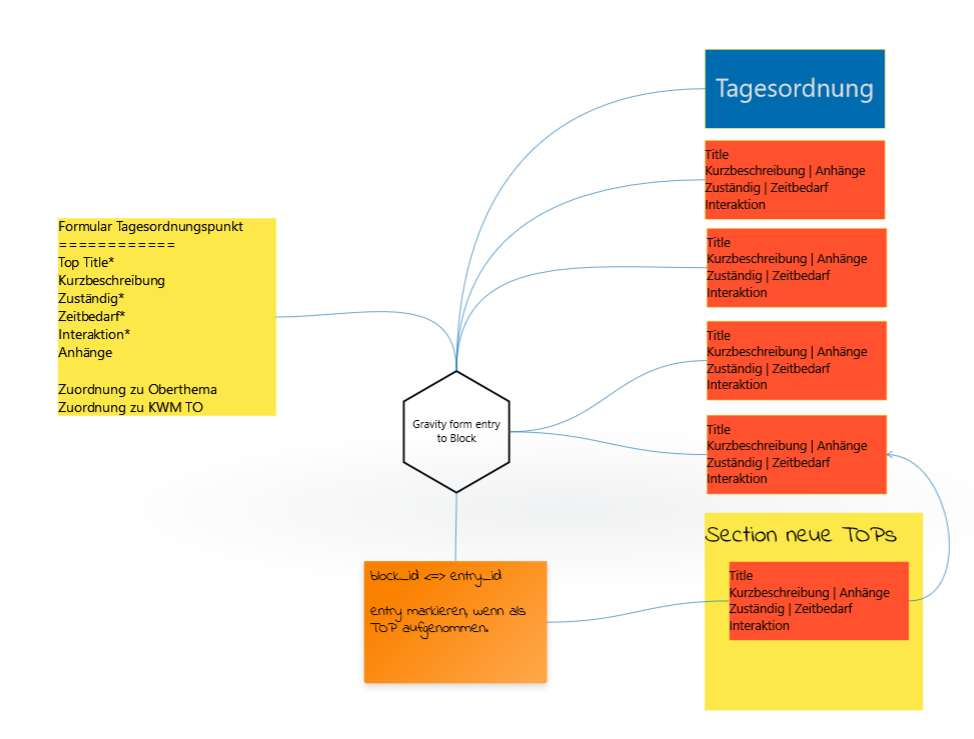 Tagesordnung
Title
Kurzbeschreibung | Anhänge
Zuständig | Zeitbedarf
Interaktion
Title
Kurzbeschreibung | Anhänge
Zuständig | Zeitbedarf
Interaktion
Title
Kurzbeschreibung | Anhänge
Zuständig | Zeitbedarf
Interaktion
Title
Kurzbeschreibung | Anhänge
Zuständig | Zeitbedarf
Interaktion
Formular Tagesordnungspunkt
============
Top Title*
Kurzbeschreibung
Zuständig*
Zeitbedarf*
Interaktion*
Anhänge
Zuordnung zu Oberthema
Zuordnung zu KWM TO
Gravity form entry
to Block
block_id <=> entry_id
entry markieren, wenn als
TOP aufgenommen.
Section neue TOPs
Title
Kurzbeschreibung | Anhänge
Zuständig | Zeitbedarf
Interaktion